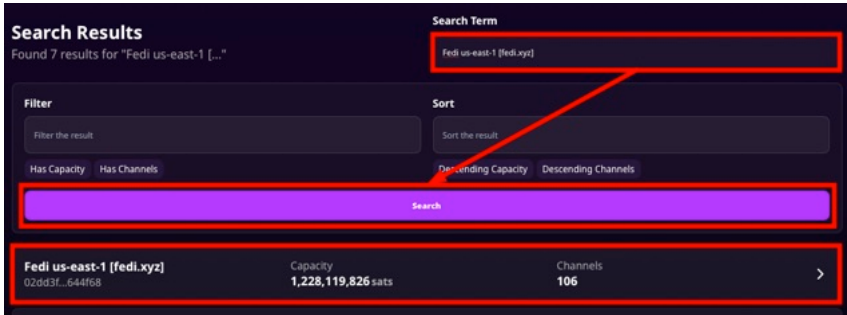 Search Results
Found 7 results for "Fedi us-east-1 [..."
Search Term
Fedi us-east-1 [fedi.xyz]
Filter
Filter the result
Has Capacity Has Channels
Sort
Sort the result
Descending Capacity Descending Channels
Search
Fedi us-east-1 [fedi.xyz]
02dd3f...644f68
Capacity
1,228,119,826 sats
Channels
106